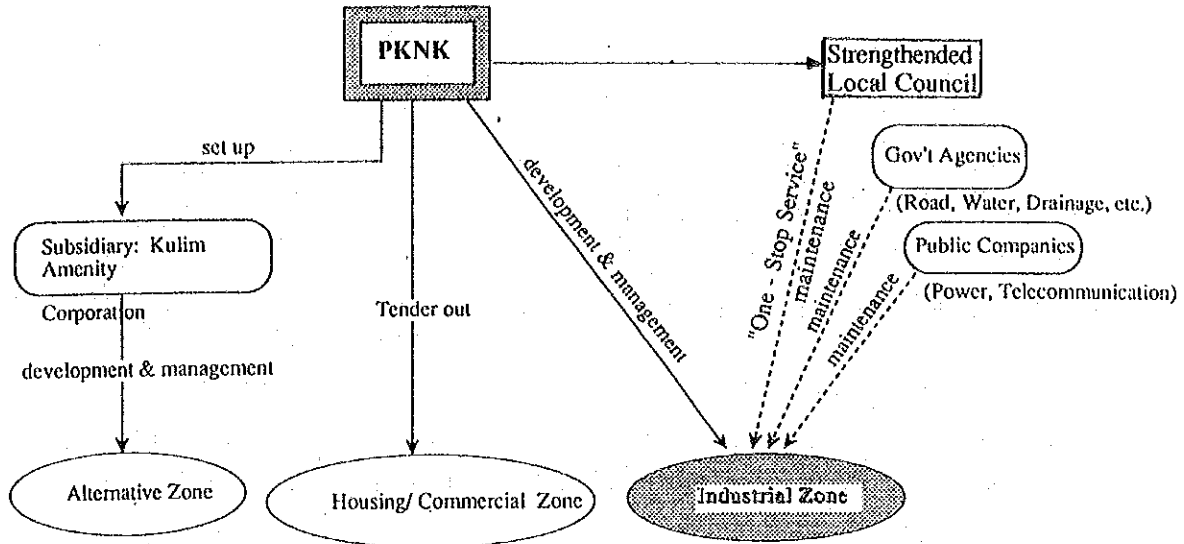 PKNK
Strengthended
Local Council
set up
Gov't Agencies
(Road, Water, Drainage, etc.)
Public Companies
(Power, Telecommunication)
"One - Stop Service"
maintenance
maintenance
maintenance
development & management
Subsidiary: Kulim
Amenity
Corporation
Tender out
development & management
Alternative Zone
Housing/ Commercial Zone
Industrial Zone